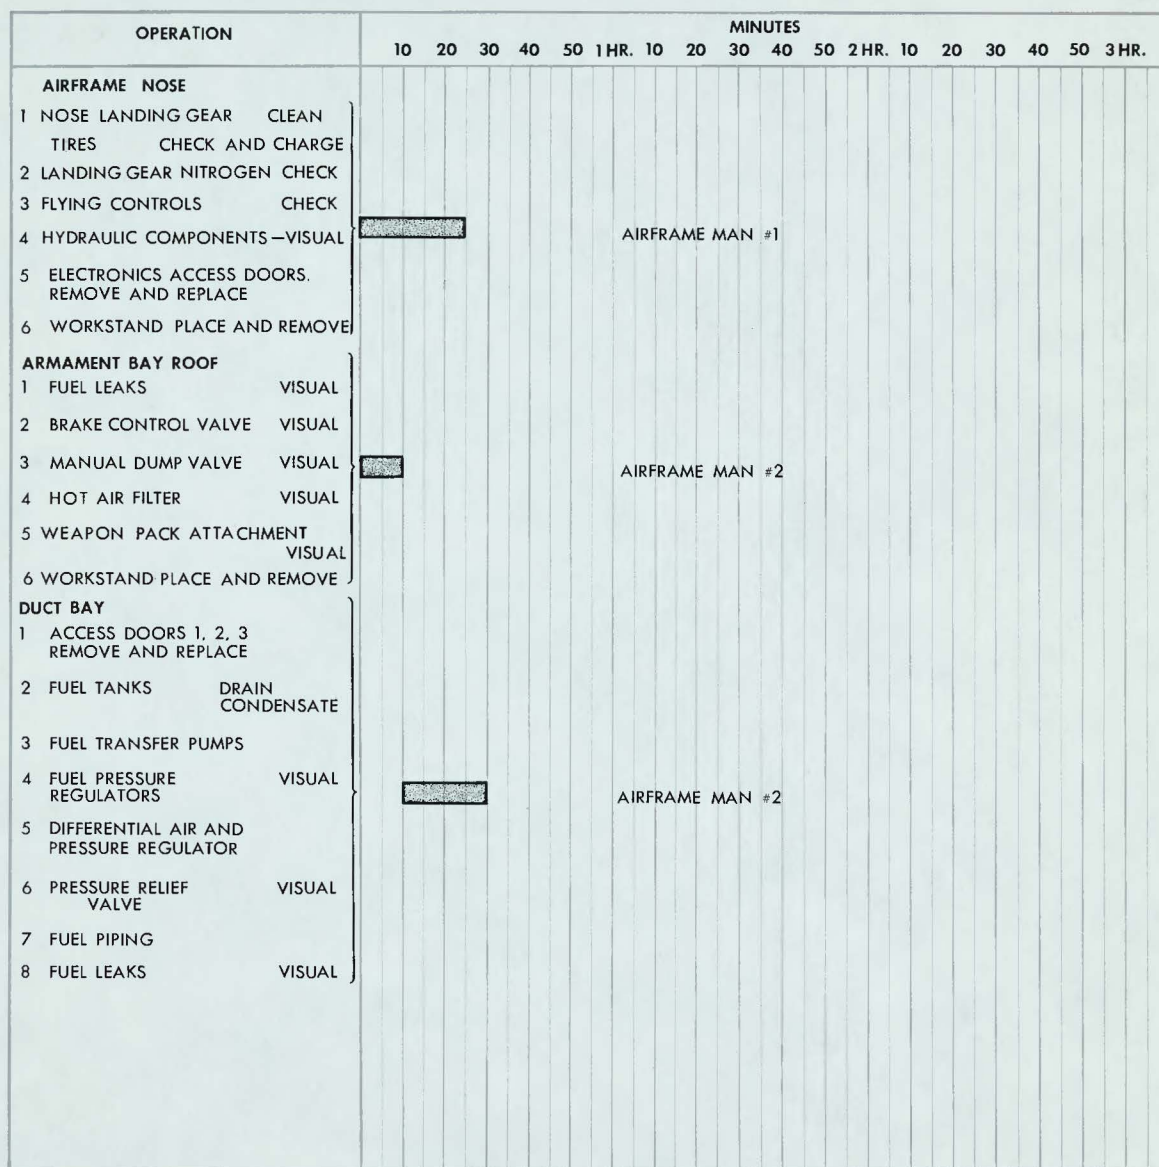 OPERATION
MINUTES
10 20 30 40 50 1 HR. 10 20 30 40 50 2 HR. 10 20 30 40 50 3 HR.
AIRFRAME NOSE
1 NOSE LANDING GEAR CLEAN
TIRES CHECK AND CHARGE
2 LANDING GEAR NITROGEN CHECK
3 FLYING CONTROLS CHECK
4 HYDRAULIC COMPONENTS—VISUAL
AIRFRAME MAN #1
5 ELECTRONICS ACCESS DOORS.
REMOVE AND REPLACE
6 WORKSTAND PLACE AND REMOVE
ARMAMENT BAY ROOF
1 FUEL LEAKS VISUAL
2 BRAKE CONTROL VALVE VISUAL
3 MANUAL DUMP VALVE VISUAL
AIRFRAME MAN #2
4 HOT AIR FILTER VISUAL
5 WEAPON PACK ATTACHMENT
VISUAL
6 WORKSTAND PLACE AND REMOVE
DUCT BAY
1 ACCESS DOORS 1, 2, 3
REMOVE AND REPLACE
2 FUEL TANKS DRAIN
CONDENSATE
3 FUEL TRANSFER PUMPS
4 FUEL PRESSURE VISUAL
REGULATORS
AIRFRAME MAN #2
5 DIFFERENTIAL AIR AND
PRESSURE REGULATOR
6 PRESSURE RELIEF VISUAL
VALVE
7 FUEL PIPING
8 FUEL LEAKS VISUAL